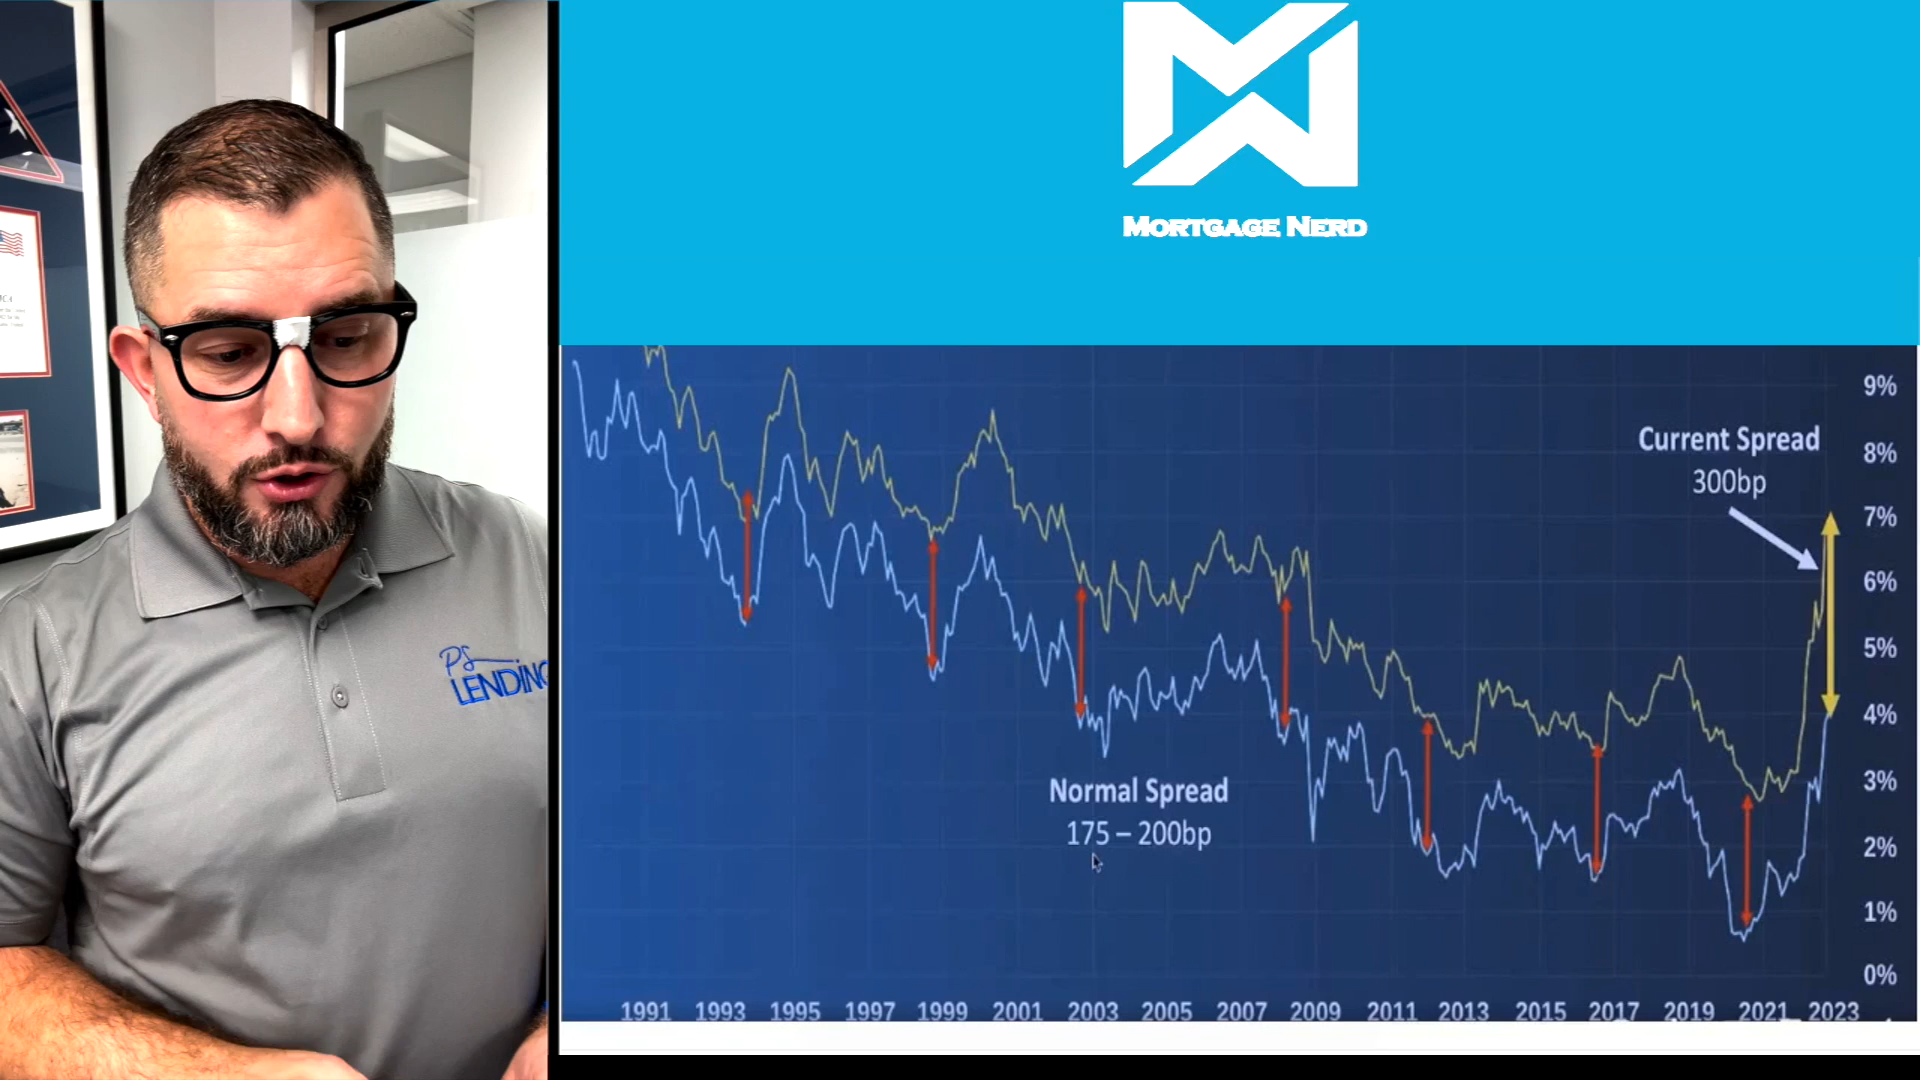 PS
LENDING
MORTGAGE NERD
9%
Current Spread
8%
300bp
7%
6%
5%
4%
Normal Spread
3%
175 – 200bp
2%
1%
0%
1991 1993 1995 1997 1999 2001 2003 2005 2007 2009 2011 2013 2015 2017 2019 2021 2023